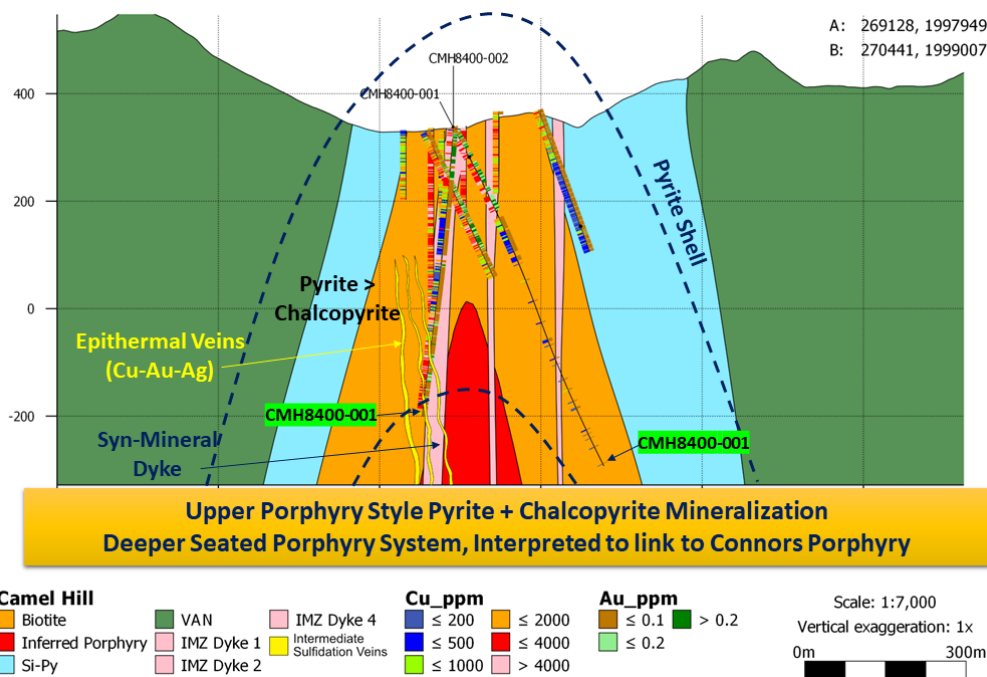 A: 269128, 1997949
B: 270441, 1999007
CMH8400-002
CMH8400-001
400
200
0
-200
Pyrite Shell
Pyrite >
Chalcopyrite
Epithermal Veins
(Cu-Au-Ag)
CMH8400-001
Syn-Mineral
Dyke
CMH8400-001
Upper Porphyry Style Pyrite + Chalcopyrite Mineralization
Deeper Seated Porphyry System, Interpreted to link to Connors Porphyry
Camel Hill
Biotite
Inferred Porphyry
Si-Py
VAN
IMZ Dyke 1
IMZ Dyke 2
IMZ Dyke 4
Intermediate
Sulfidation Veins
Cu_ppm
≤ 200
≤ 500
≤ 1000
≤ 2000
≤ 4000
> 4000
Au_ppm
≤ 0.1
≤ 0.2
> 0.2
Scale: 1:7,000
Vertical exaggeration: 1x
0m 300m